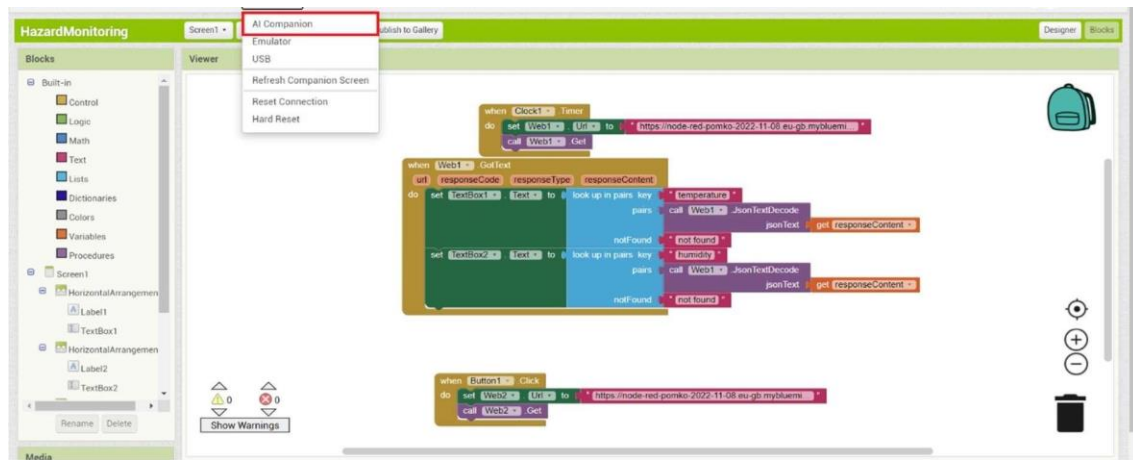 AI Companion
HazardMonitoring
Screen1
ublish to Gallery
Designer
Blocks
Emulator
USB
Refresh Companion Screen
Reset Connection
Hard Reset
Blocks
Viewer
Built-in
Control
Logic
Math
Text
Lists
Dictionaries
Colors
Variables
Procedures
Screen1
HorizontalArrangemen
Label1
TextBox1
HorizontalArrangemen
Label2
TextBox2
Rename Delete
Media
when Clock1 .Timer
do set Web1 . Url to " https://node-red-pomko-2022-11-08.eu-gb.mybluemi... "
call Web1 .Get
when Web1 .GotText
url responseCode responseType responseContent
do set TextBox1 . Text to look up in pairs key " temperature "
pairs call Web1 .JsonTextDecode
jsonText get responseContent
notFound " not found "
set TextBox2 . Text to look up in pairs key " humidity "
pairs call Web1 .JsonTextDecode
jsonText get responseContent
notFound " not found "
when Button1 .Click
do set Web2 . Url to " https://node-red-pomko-2022-11-08.eu-gb.mybluemi "
call Web2 .Get
0 0
Show Warnings